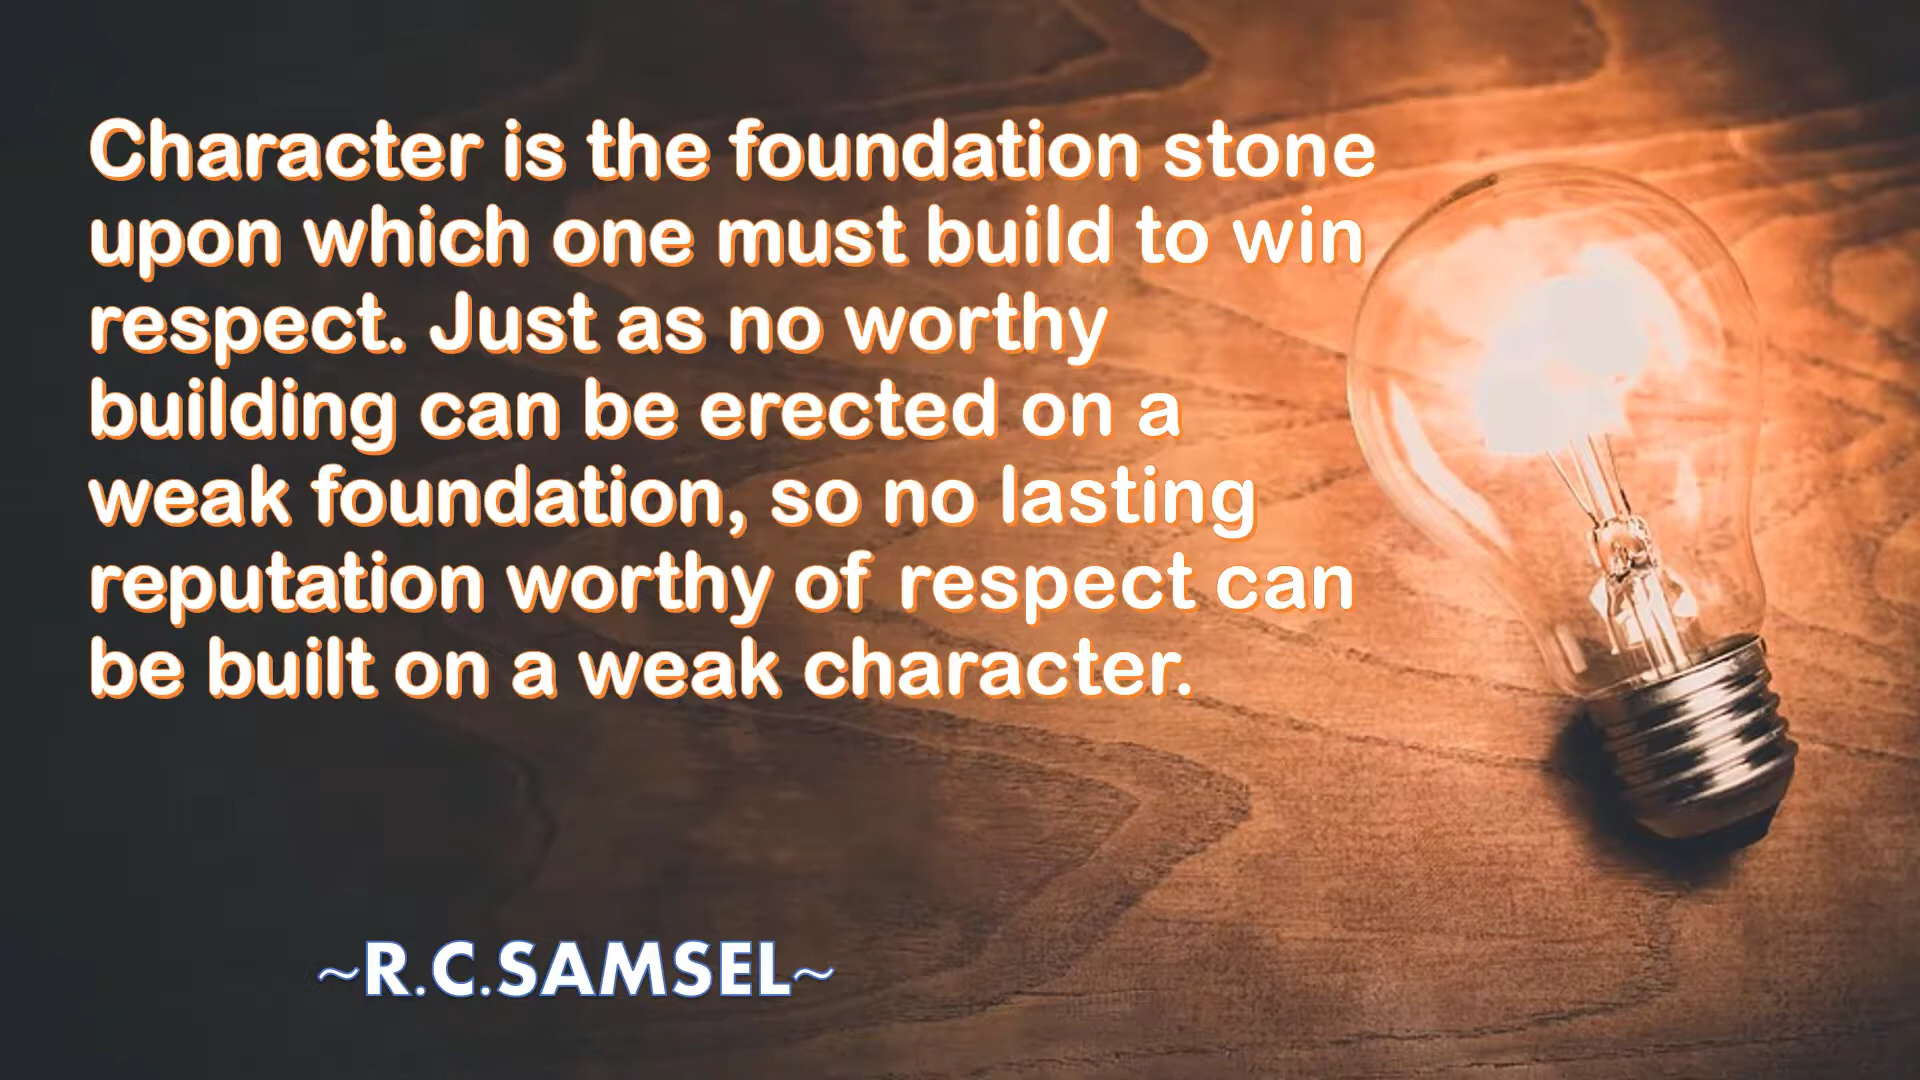 Character is the foundation stone
upon which one must build to win
respect. Just as no worthy
building can be erected on a
weak foundation, so no lasting
reputation worthy of respect can
be built on a weak character.
~R.C.SAMSEL~